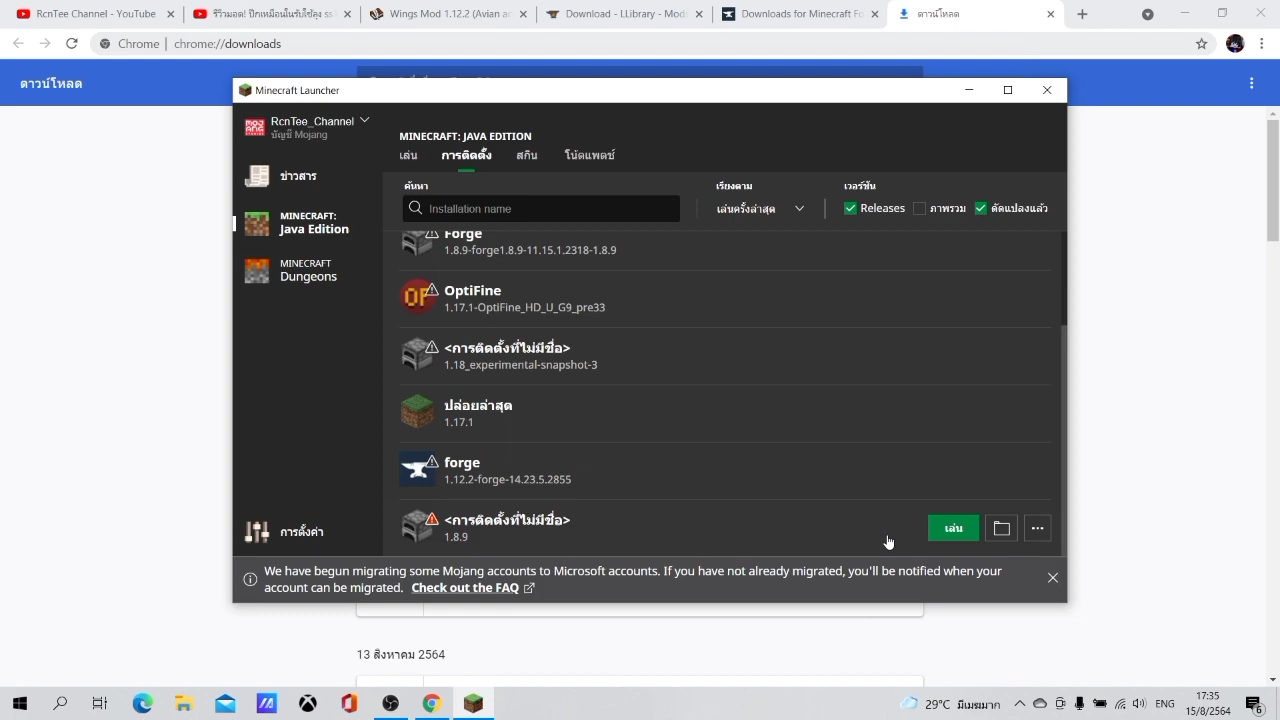 RcnTee Channel - YouTube
รีวิวมอด! ปีกเหมือนในรับใช้คุ้ง ss
Wings Mod 1.12.2 (Avian an
Download - LLibrary - Mods
Downloads for Minecraft Fo
ดาวน์โหลด
Chrome | chrome://downloads
ดาวน์โหลด
Minecraft Launcher
RcnTee_Channel
บัญชี Mojang
ข่าวสาร
MINECRAFT:
Java Edition
MINECRAFT
Dungeons
การตั้งค่า
MINECRAFT: JAVA EDITION
เล่น
การติดตั้ง
สกิน
โน้ตแพตช์
ค้นหา
เรียงตาม
เวอร์ชัน
Installation name
เล่นครั้งล่าสุด
Releases
ภาพรวม
ดัดแปลงแล้ว
Forge
1.8.9-forge1.8.9-11.15.1.2318-1.8.9
OptiFine
1.17.1-OptiFine_HD_U_G9_pre33
<การติดตั้งที่ไม่มีชื่อ>
1.18_experimental-snapshot-3
ปล่อยล่าสุด
1.17.1
forge
1.12.2-forge-14.23.5.2855
<การติดตั้งที่ไม่มีชื่อ>
1.8.9
เล่น
We have begun migrating some Mojang accounts to Microsoft accounts. If you have not already migrated, you'll be notified when your
account can be migrated. Check out the FAQ
13 สิงหาคม 2564
29°C มีเมฆมาก
ENG
17:35
15/8/2564
6